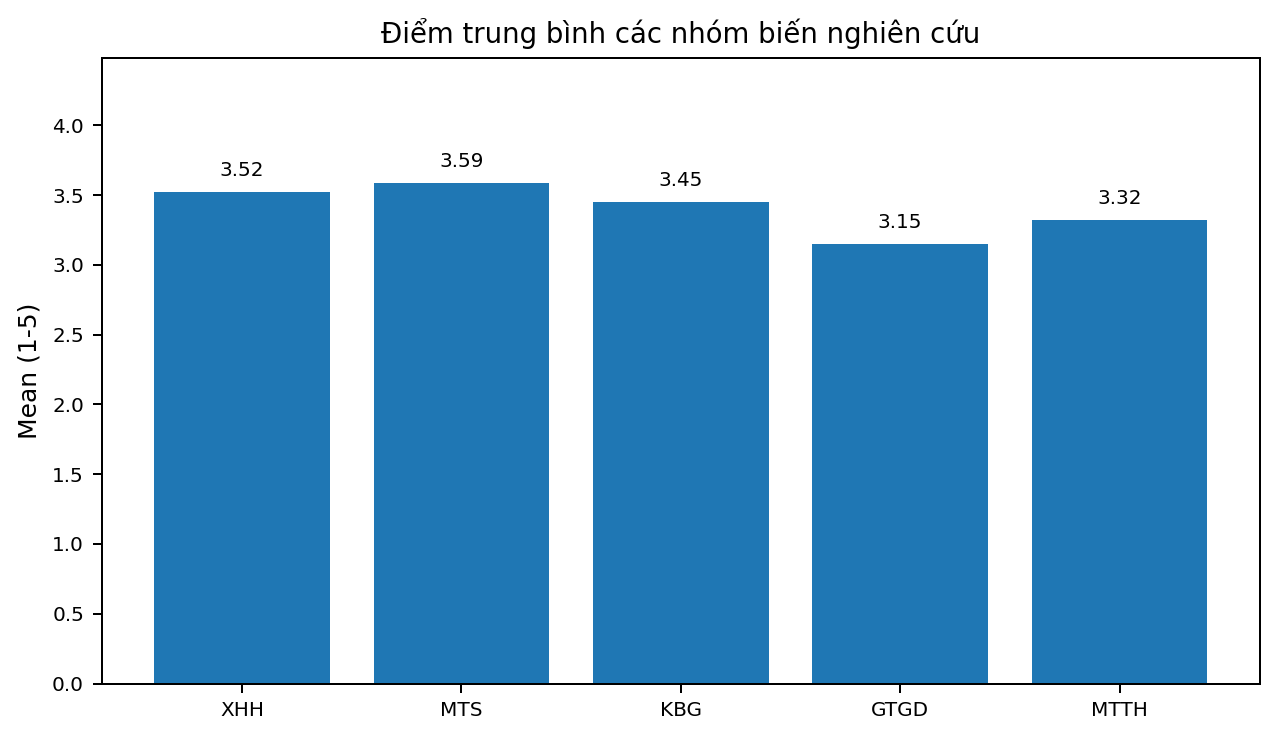 Điểm trung bình các nhóm biến nghiên cứu
Mean (1-5)
4.0
3.5
3.0
2.5
2.0
1.5
1.0
0.5
0.0
3.52
3.59
3.45
3.15
3.32
XHH
MTS
KBG
GTGD
MTTH